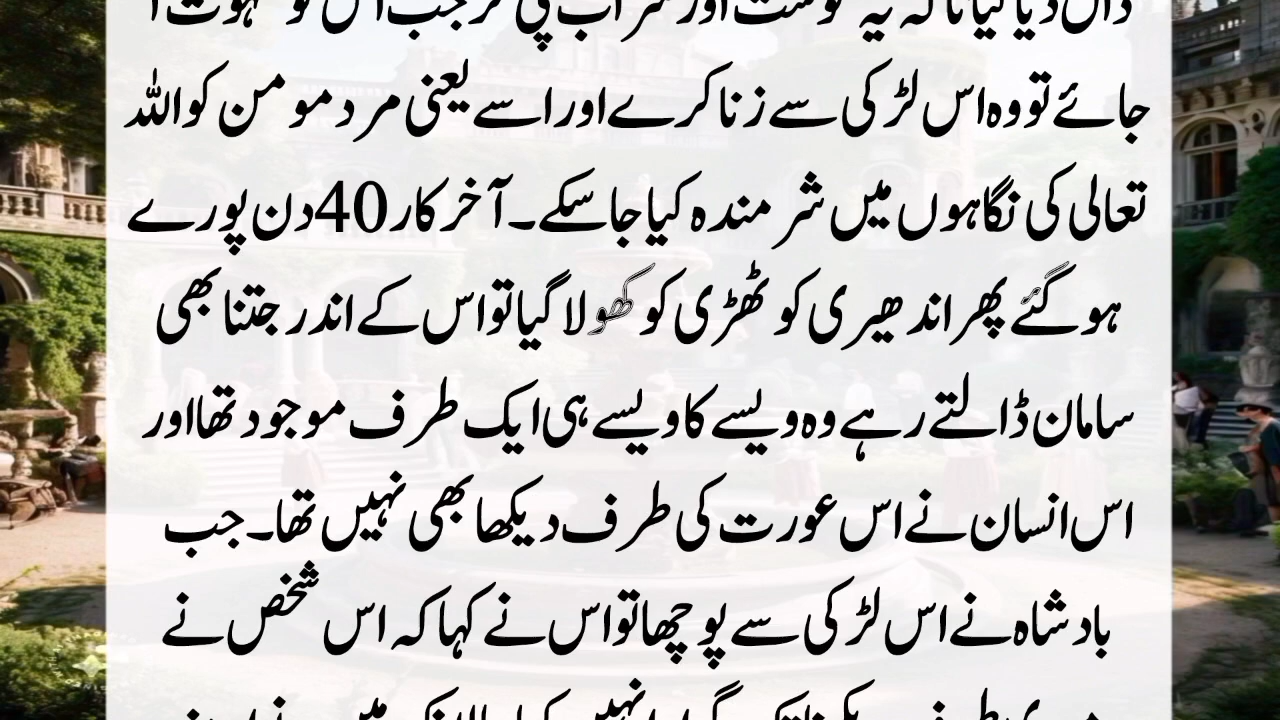 جائے تو وہ اس لڑکی سے زنا کرے اور اسے یعنی مرد مومن کو اللہ
تعالی کی نگاہوں میں شرمندہ کیا جا سکے۔ آخر کار 40 دن پورے
ہو گئے پھر اندھیری کوٹھڑی کو کھولا گیا تو اس کے اندر جتنا بھی
سامان ڈالتے رہے وہ ویسے کا ویسے ہی ایک طرف موجود تھا اور
اس انسان نے اس عورت کی طرف دیکھا بھی نہیں تھا۔ جب
بادشاہ نے اس لڑکی سے پوچھا تو اس نے کہا کہ اس شخص نے